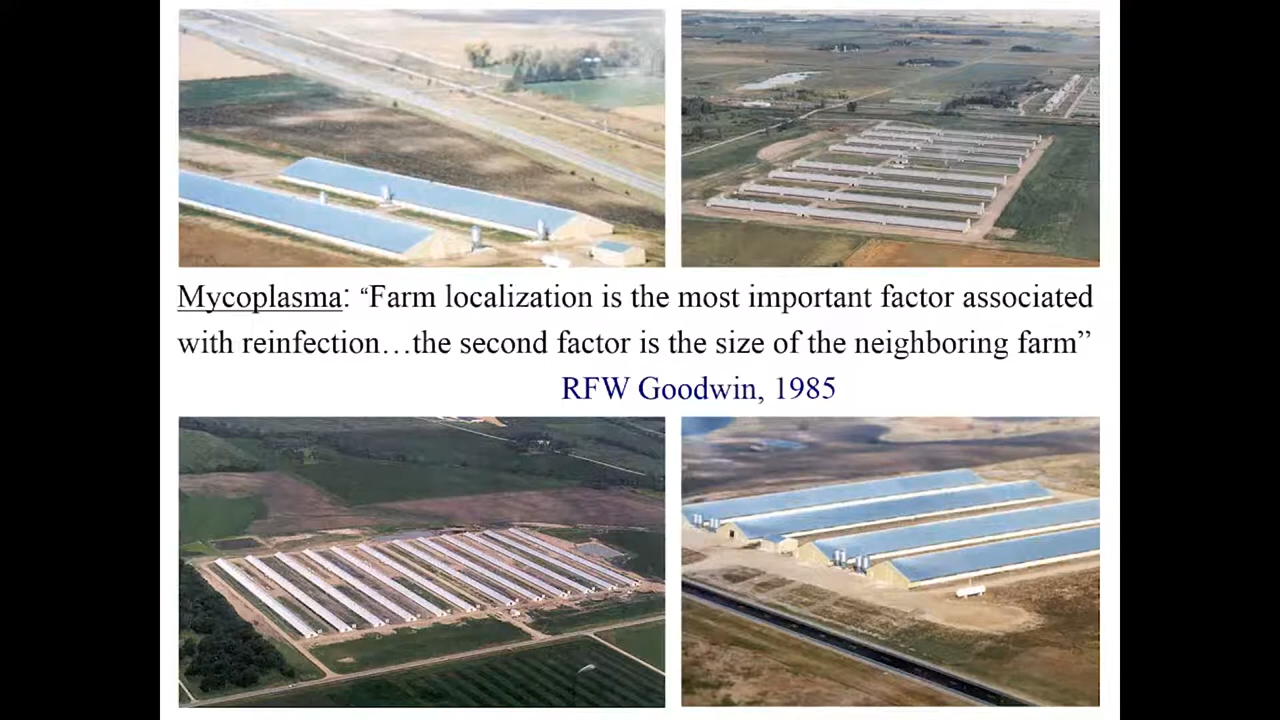 Mycoplasma: “Farm localization is the most important factor associated
with reinfection…the second factor is the size of the neighboring farm”
RFW Goodwin, 1985